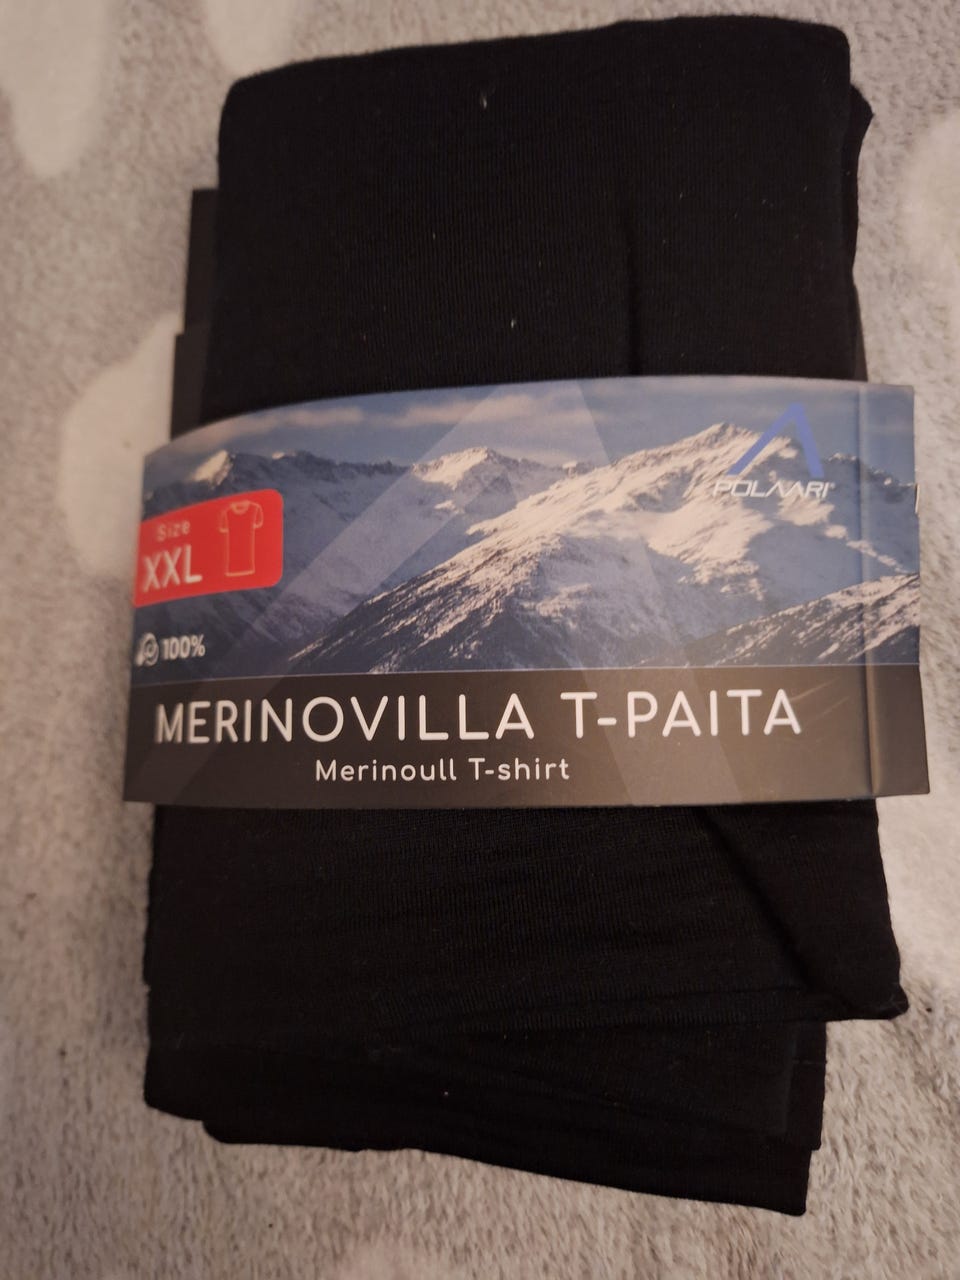 POLAARI
Size
XXL
100%
MERINOVILLA T-PAITA
Merinoull T-shirt